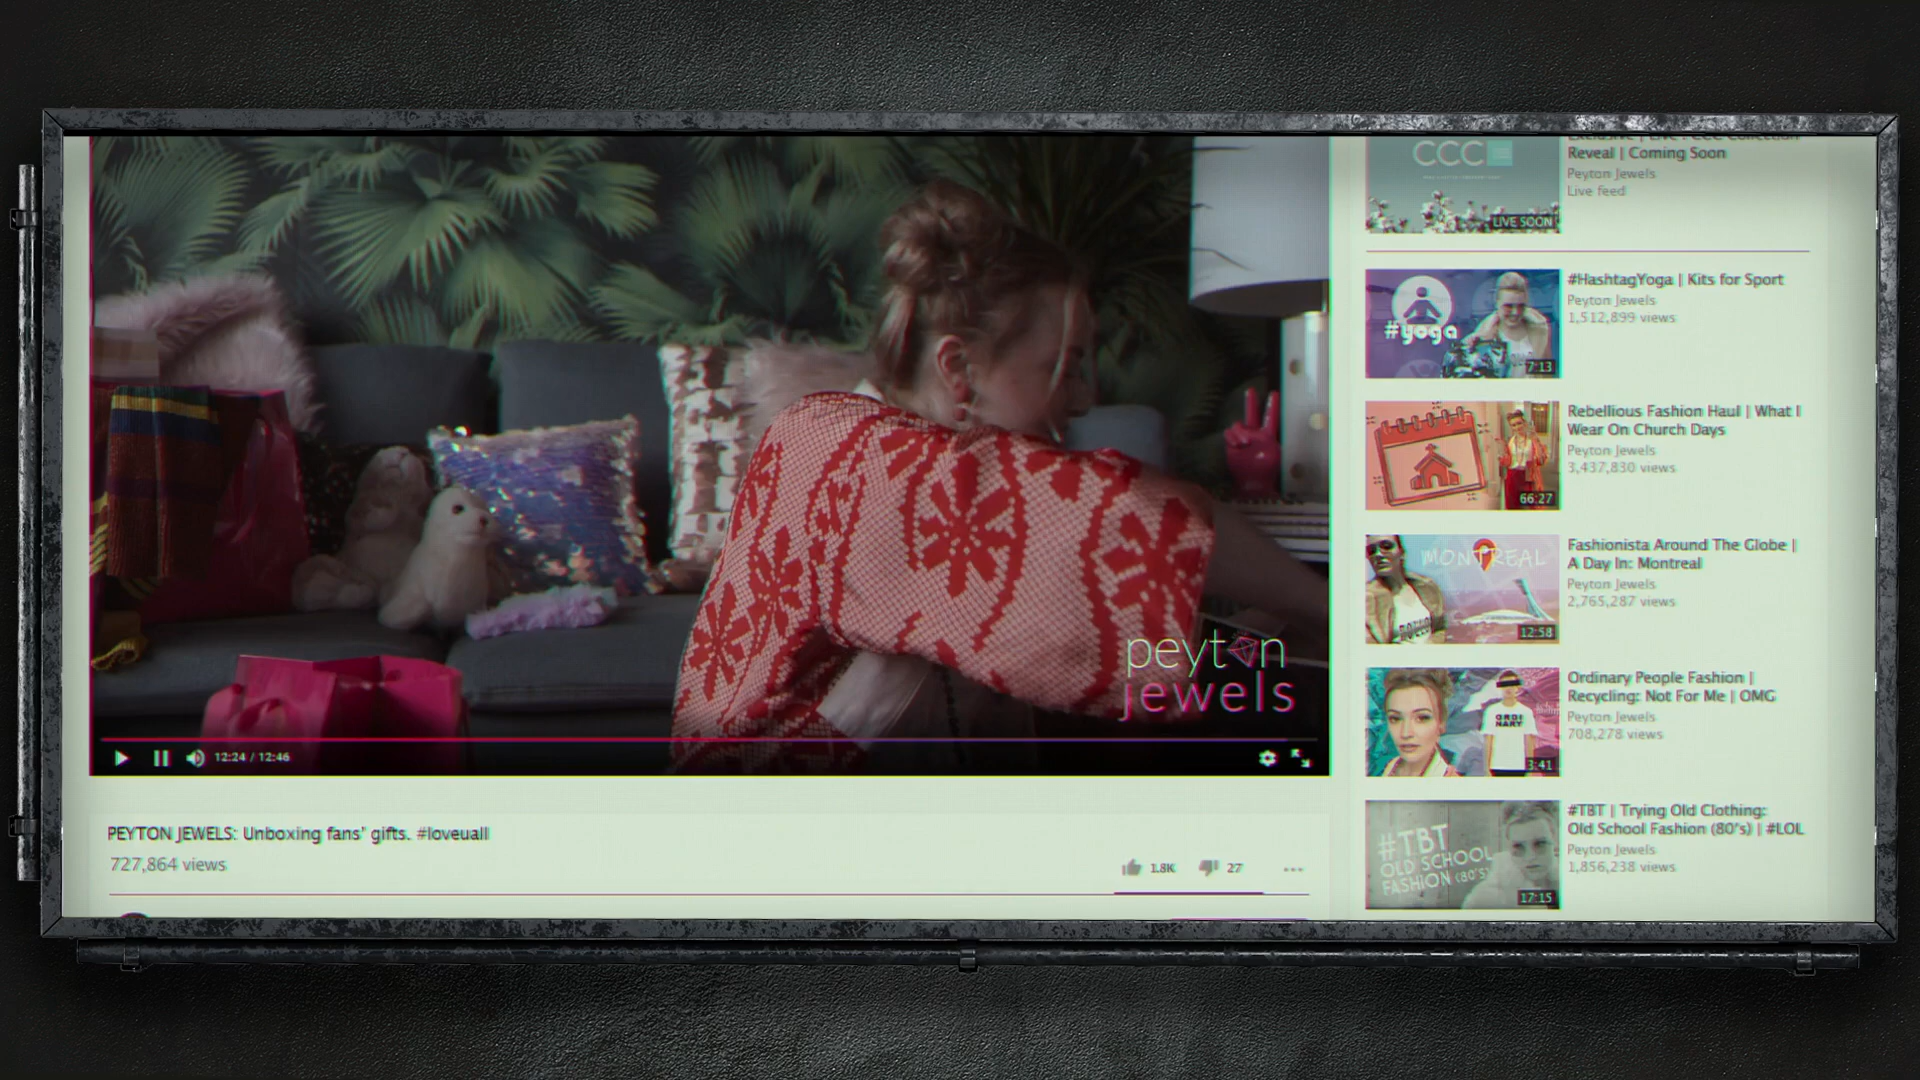 peyton
jewels
12:24 / 12:46
PEYTON JEWELS: Unboxing fans' gifts. #loveuall
727,864 views
1.8K
27
CCC
LIVE SOON
Reveal | Coming Soon
Peyton Jewels
Live feed
#yoga
7:13
#HashtagYoga | Kits for Sport
Peyton Jewels
1,512,899 views
66:27
Rebellious Fashion Haul | What I
Wear On Church Days
Peyton Jewels
3,437,830 views
MONTREAL
12:58
Fashionista Around The Globe |
A Day In: Montreal
Peyton Jewels
2,765,287 views
ORDI
NARY
3:41
Ordinary People Fashion |
Recycling: Not For Me | OMG
Peyton Jewels
708,278 views
#TBT
OLD SCHOOL
FASHION (80's)
17:15
#TBT | Trying Old Clothing:
Old School Fashion (80's) | #LOL
Peyton Jewels
1,856,238 views